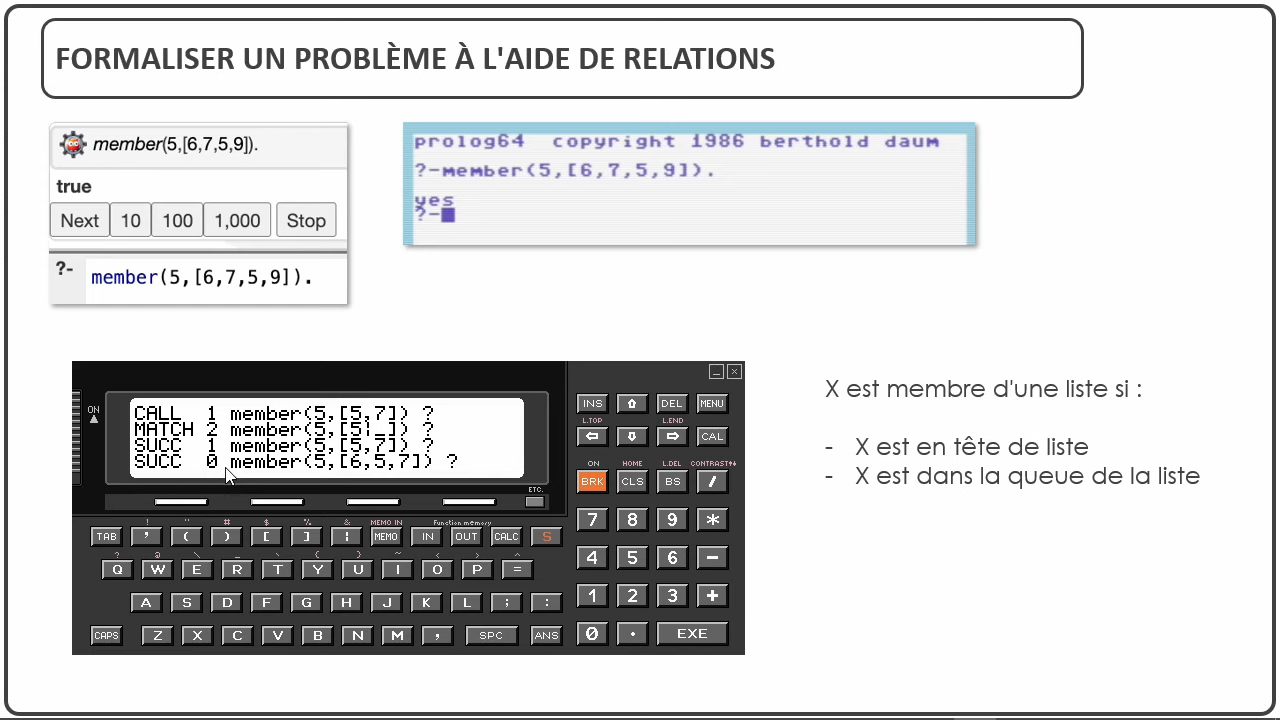 FORMALISER UN PROBLÈME À L'AIDE DE RELATIONS
member(5,[6,7,5,9]).
true
Next 10 100 1,000 Stop
?- member(5,[6,7,5,9]).
prolog64 copyright 1986 berthold daum
?-member(5,[6,7,5,9]).
yes
?-
CALL 1 member(5,[5,7]) ?
MATCH 2 member(5,[5|_]) ?
SUCC 1 member(5,[5,7]) ?
SUCC 0 member(5,[6,5,7]) ?
X est membre d'une liste si :
- X est en tête de liste
- X est dans la queue de la liste
ON
ETC.
INS DEL MENU
L.TOP L.END
CAL
ON HOME L.DEL CONTRAST
BRK CLS BS /
7 8 9 *
4 5 6 -
1 2 3 +
0 . EXE
! " # $ % & MEMO IN Function memory
TAB ' ( ) [ ] | MEMO IN OUT CALC S
? @ \ _ ` { } ~ < > ^
Q W E R T Y U I O P =
A S D F G H J K L ; :
CAPS Z X C V B N M , SPC ANS